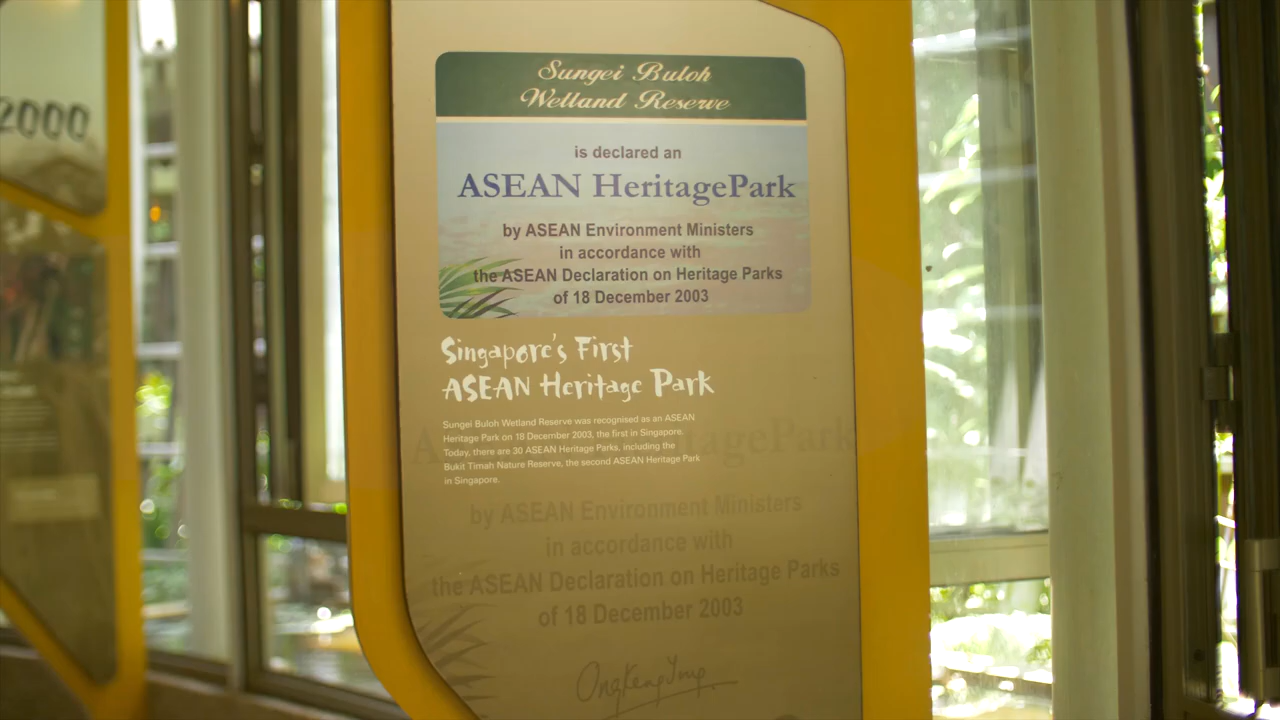 2000
Sungei Buloh
Wetland Reserve
is declared an
ASEAN HeritagePark
by ASEAN Environment Ministers
in accordance with
the ASEAN Declaration on Heritage Parks
of 18 December 2003
Singapore's First
ASEAN Heritage Park
Sungei Buloh Wetland Reserve was recognised as an ASEAN
Heritage Park on 18 December 2003, the first in Singapore.
Today, there are 30 ASEAN Heritage Parks, including the
Bukit Timah Nature Reserve, the second ASEAN Heritage Park
in Singapore.
ASEAN HeritagePark
by ASEAN Environment Ministers
in accordance with
the ASEAN Declaration on Heritage Parks
of 18 December 2003
OngKengYong